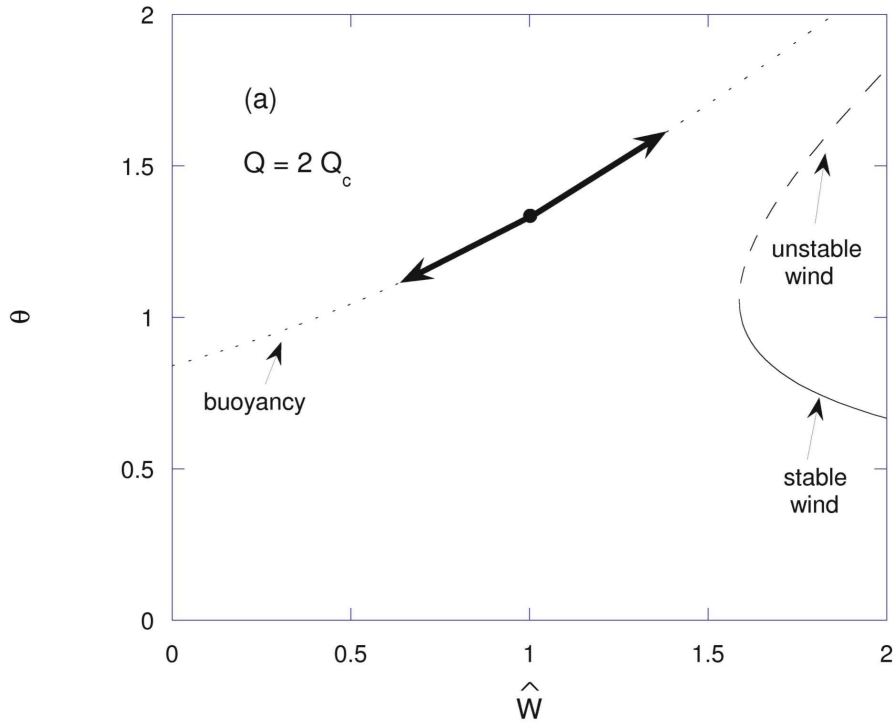 2
(a)
Q = 2 Qc
1.5
unstable
wind
θ
1
buoyancy
0.5
stable
wind
0
0
0.5
1
1.5
2
Ŵ